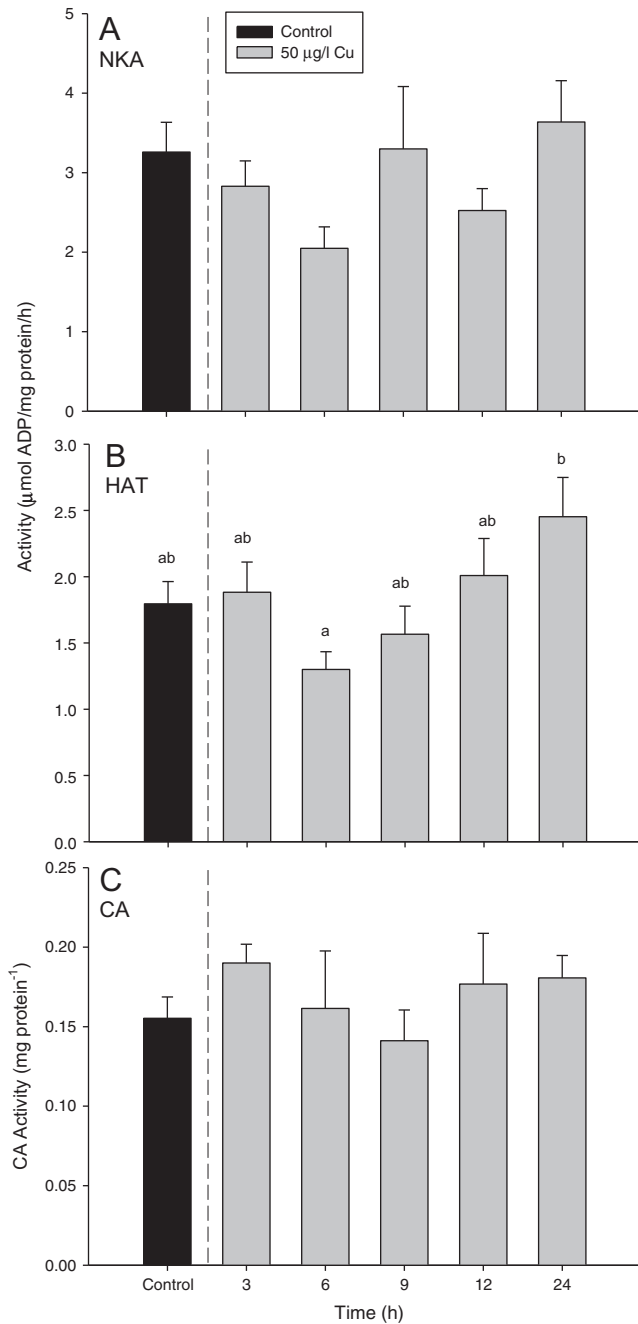 A
NKA
Control
50 μg/l Cu
5
4
3
2
1
0
Activity (μmol ADP/mg protein/h)
B
HAT
3.0
2.5
2.0
1.5
1.0
0.5
0.0
ab
ab
a
ab
ab
b
C
CA
0.25
0.20
0.15
0.10
0.05
0.00
CA Activity (mg protein⁻¹)
Control 3 6 9 12 24
Time (h)